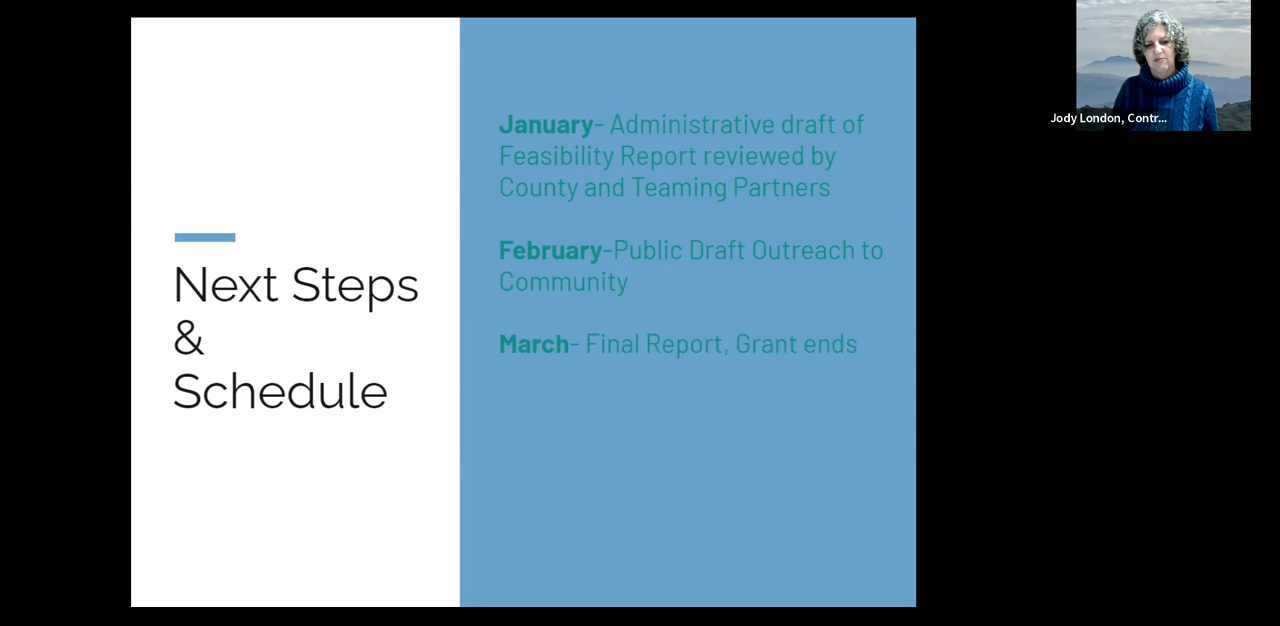 Next Steps
&
Schedule
January- Administrative draft of
Feasibility Report reviewed by
County and Teaming Partners
February-Public Draft Outreach to
Community
March- Final Report, Grant ends
Jody London, Contr...